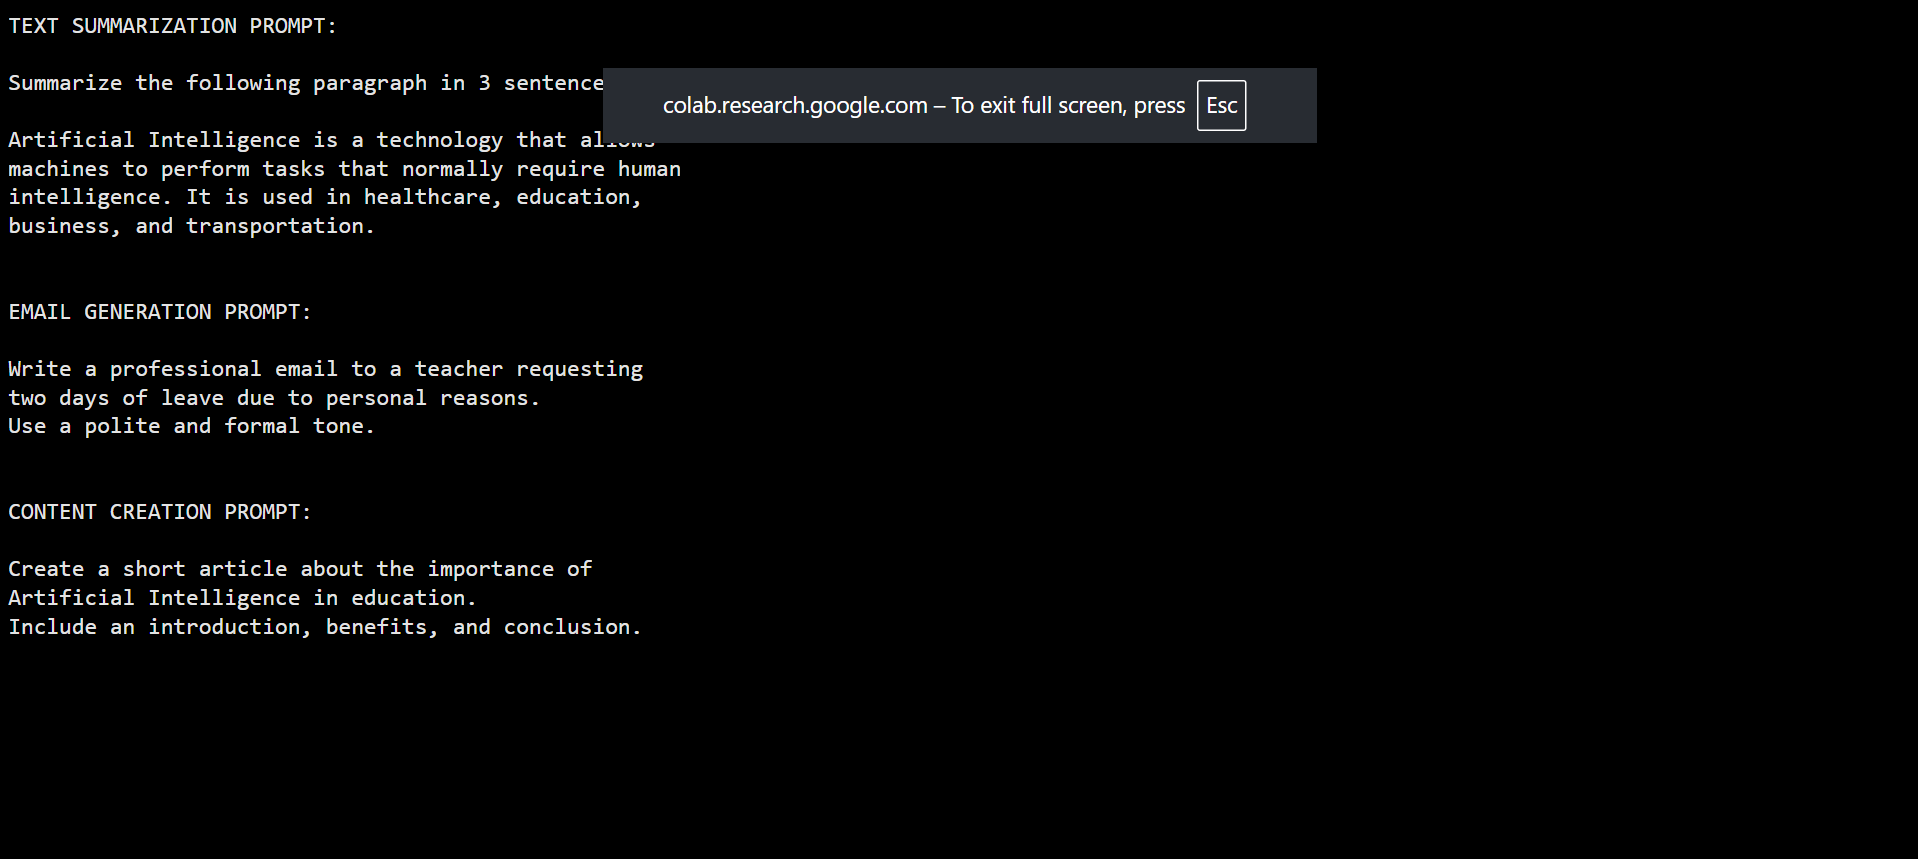 TEXT SUMMARIZATION PROMPT:
Summarize the following paragraph in 3 sentence
colab.research.google.com – To exit full screen, press Esc
Artificial Intelligence is a technology that allows
machines to perform tasks that normally require human
intelligence. It is used in healthcare, education,
business, and transportation.
EMAIL GENERATION PROMPT:
Write a professional email to a teacher requesting
two days of leave due to personal reasons.
Use a polite and formal tone.
CONTENT CREATION PROMPT:
Create a short article about the importance of
Artificial Intelligence in education.
Include an introduction, benefits, and conclusion.